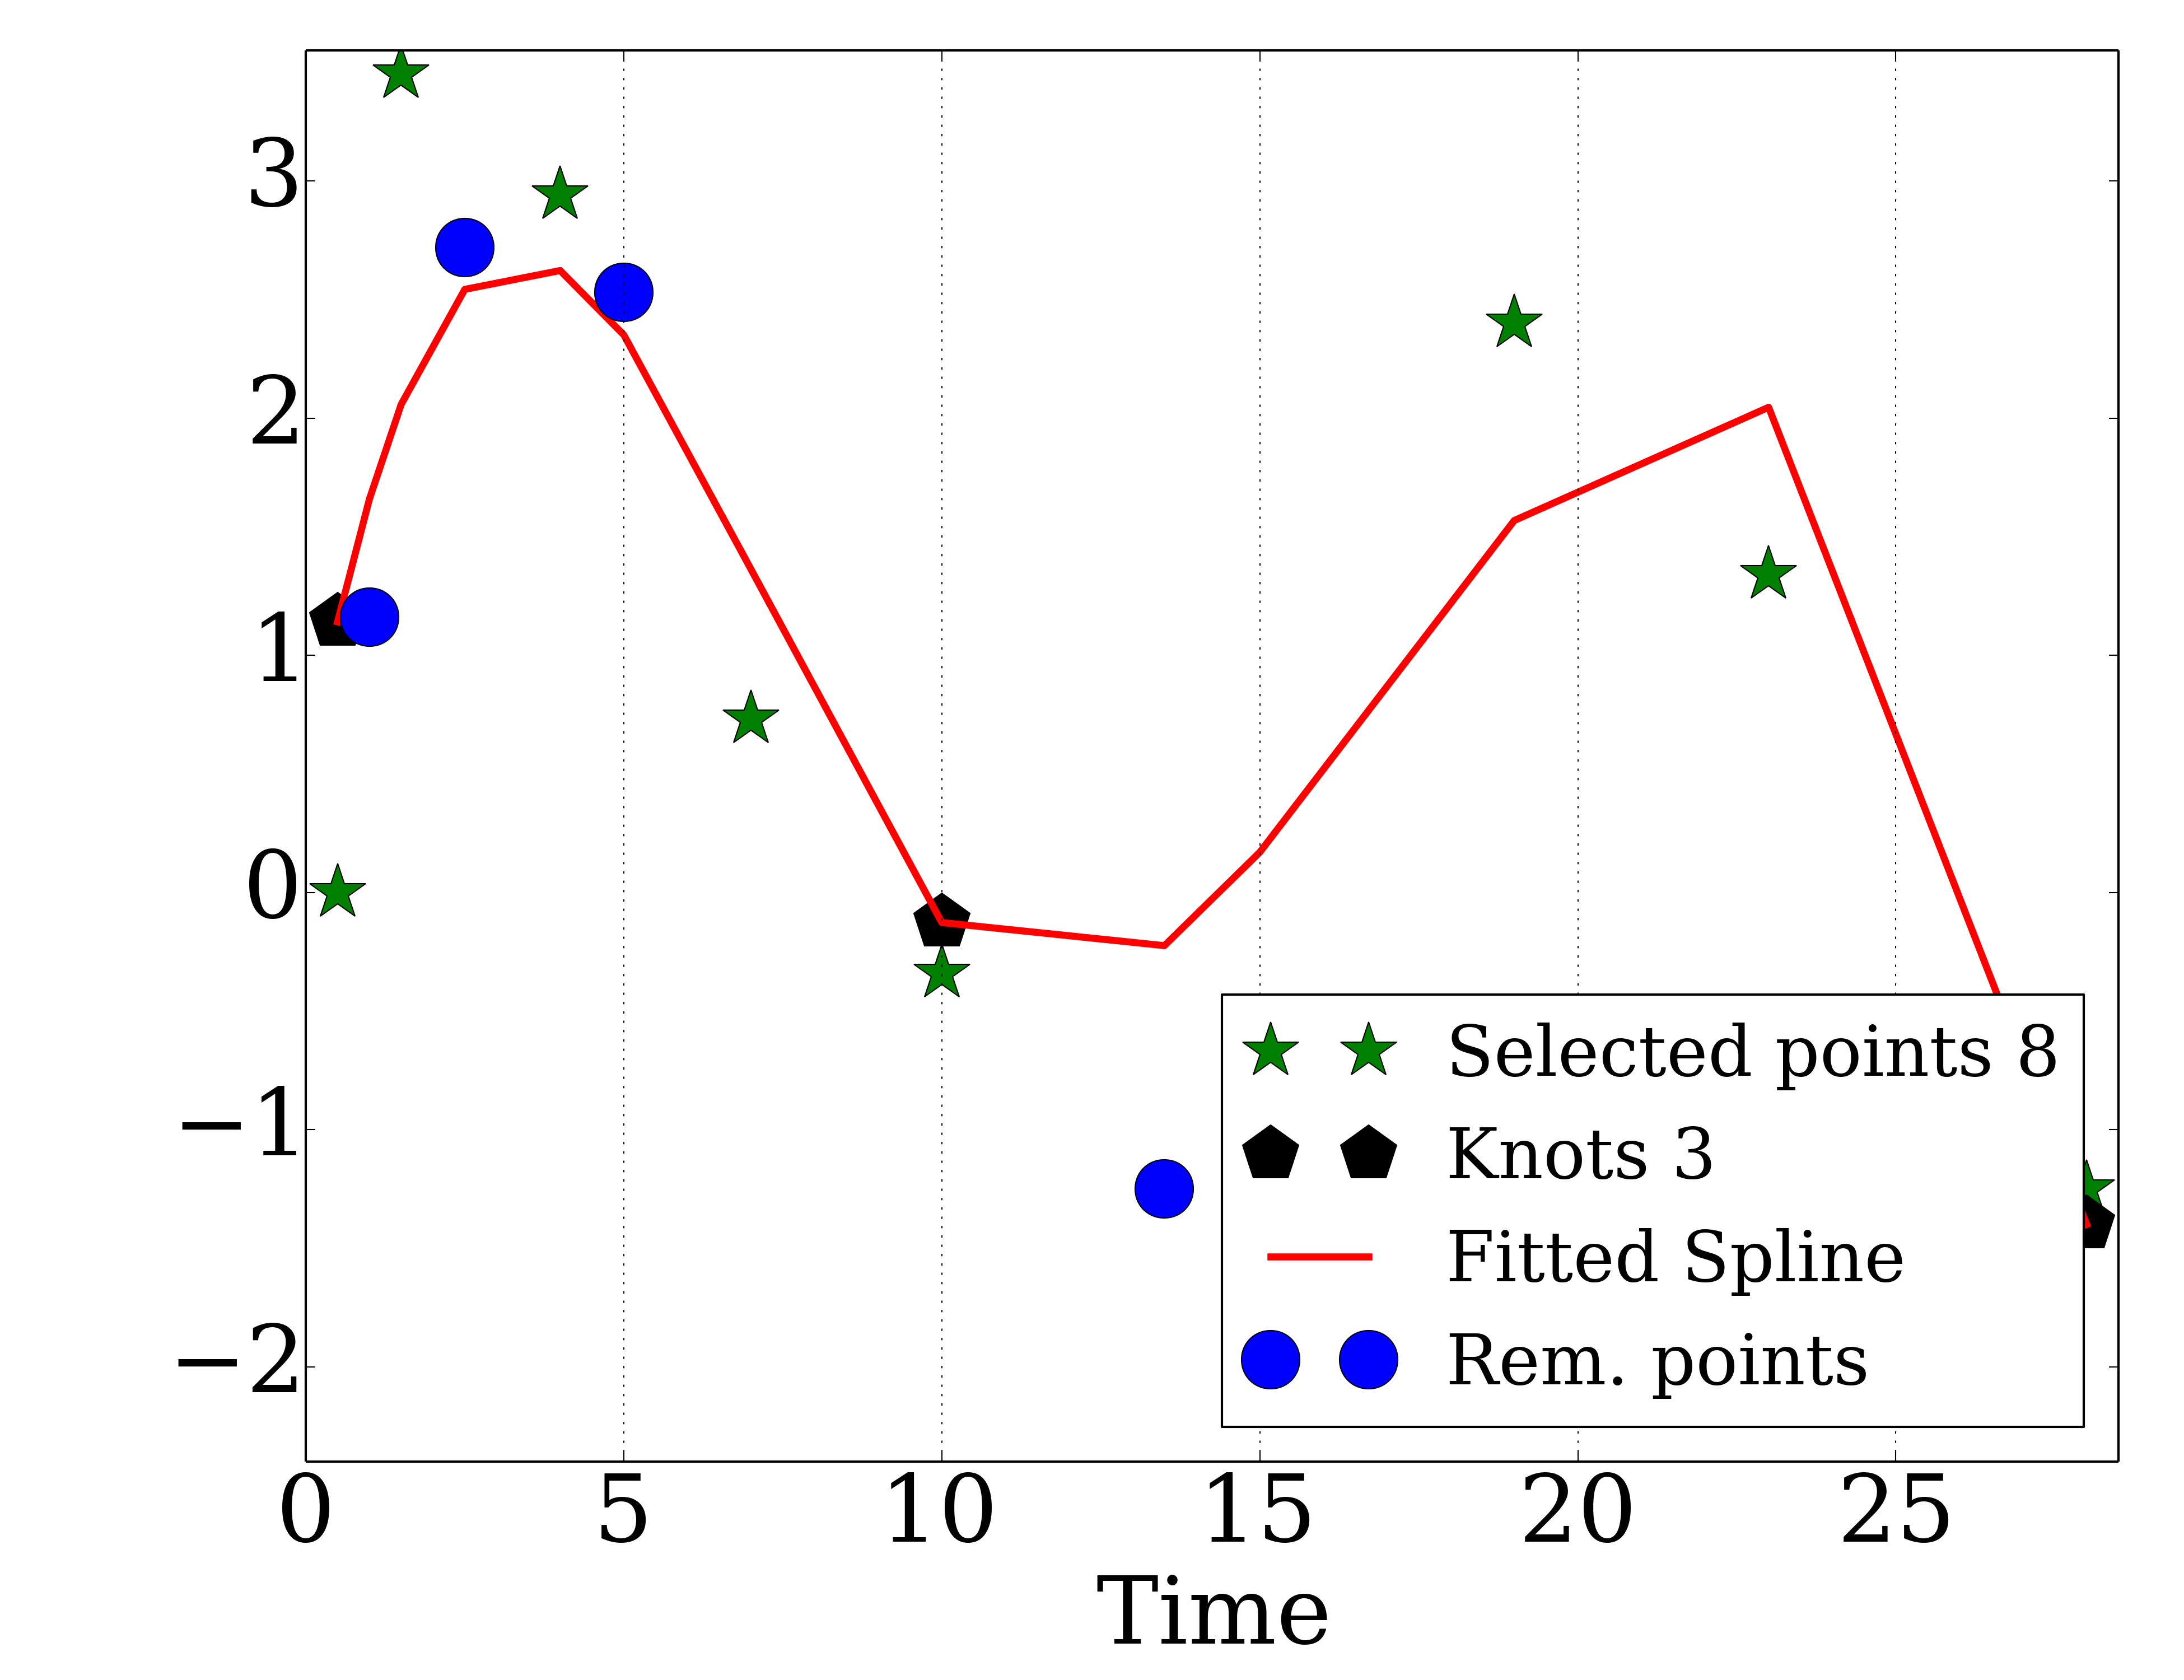 3
2
1
0
−1
−2
Selected points 8
Knots 3
Fitted Spline
Rem. points
0 5 10 15 20 25
Time